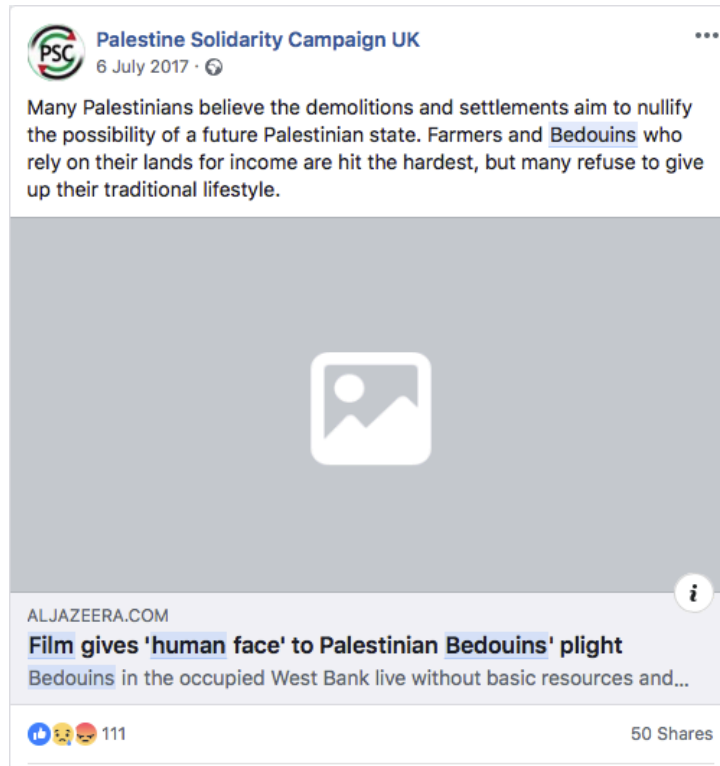 PSC
Palestine Solidarity Campaign UK
6 July 2017 ·
Many Palestinians believe the demolitions and settlements aim to nullify
the possibility of a future Palestinian state. Farmers and Bedouins who
rely on their lands for income are hit the hardest, but many refuse to give
up their traditional lifestyle.
i
ALJAZEERA.COM
Film gives 'human face' to Palestinian Bedouins' plight
Bedouins in the occupied West Bank live without basic resources and...
111
50 Shares